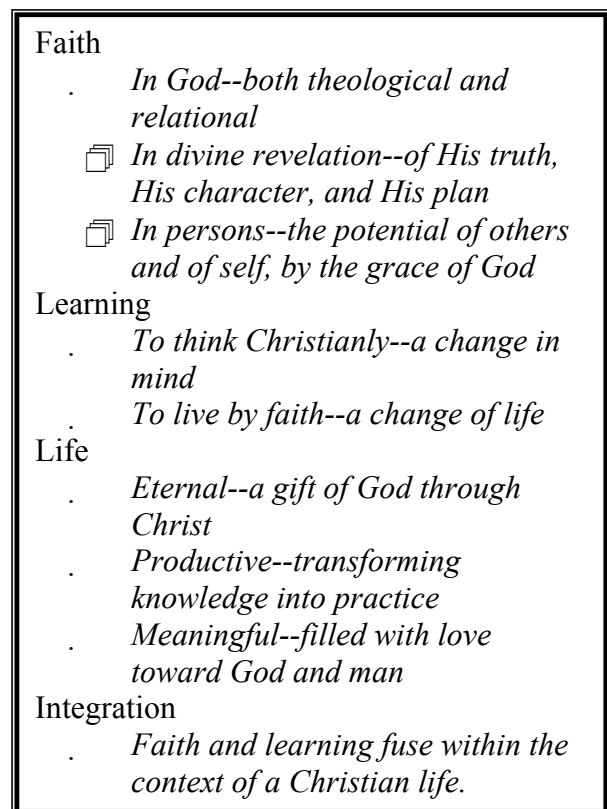 Faith
. In God--both theological and
relational
🗇 In divine revelation--of His truth,
His character, and His plan
🗇 In persons--the potential of others
and of self, by the grace of God
Learning
. To think Christianly--a change in
mind
. To live by faith--a change of life
Life
. Eternal--a gift of God through
Christ
. Productive--transforming
knowledge into practice
. Meaningful--filled with love
toward God and man
Integration
. Faith and learning fuse within the
context of a Christian life.